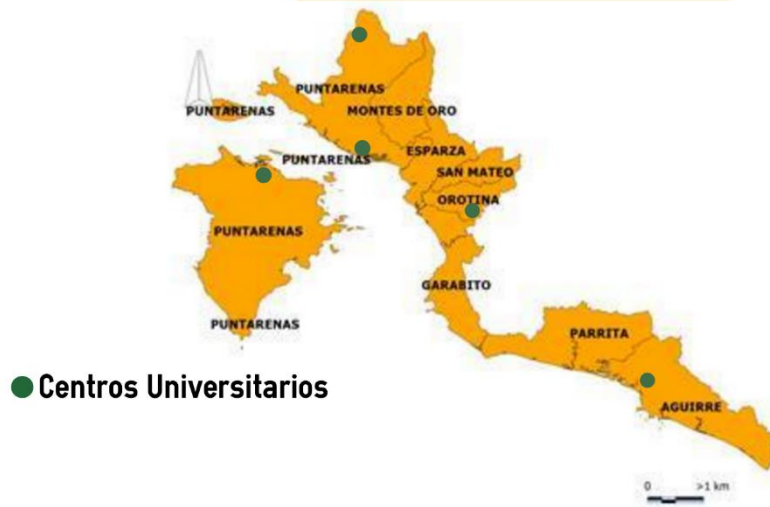 PUNTARENAS
MONTES DE ORO
PUNTARENAS
ESPARZA
PUNTARENAS
SAN MATEO
OROTINA
PUNTARENAS
GARABITO
PUNTARENAS
PARRITA
Centros Universitarios
AGUIRRE
0 >1 km